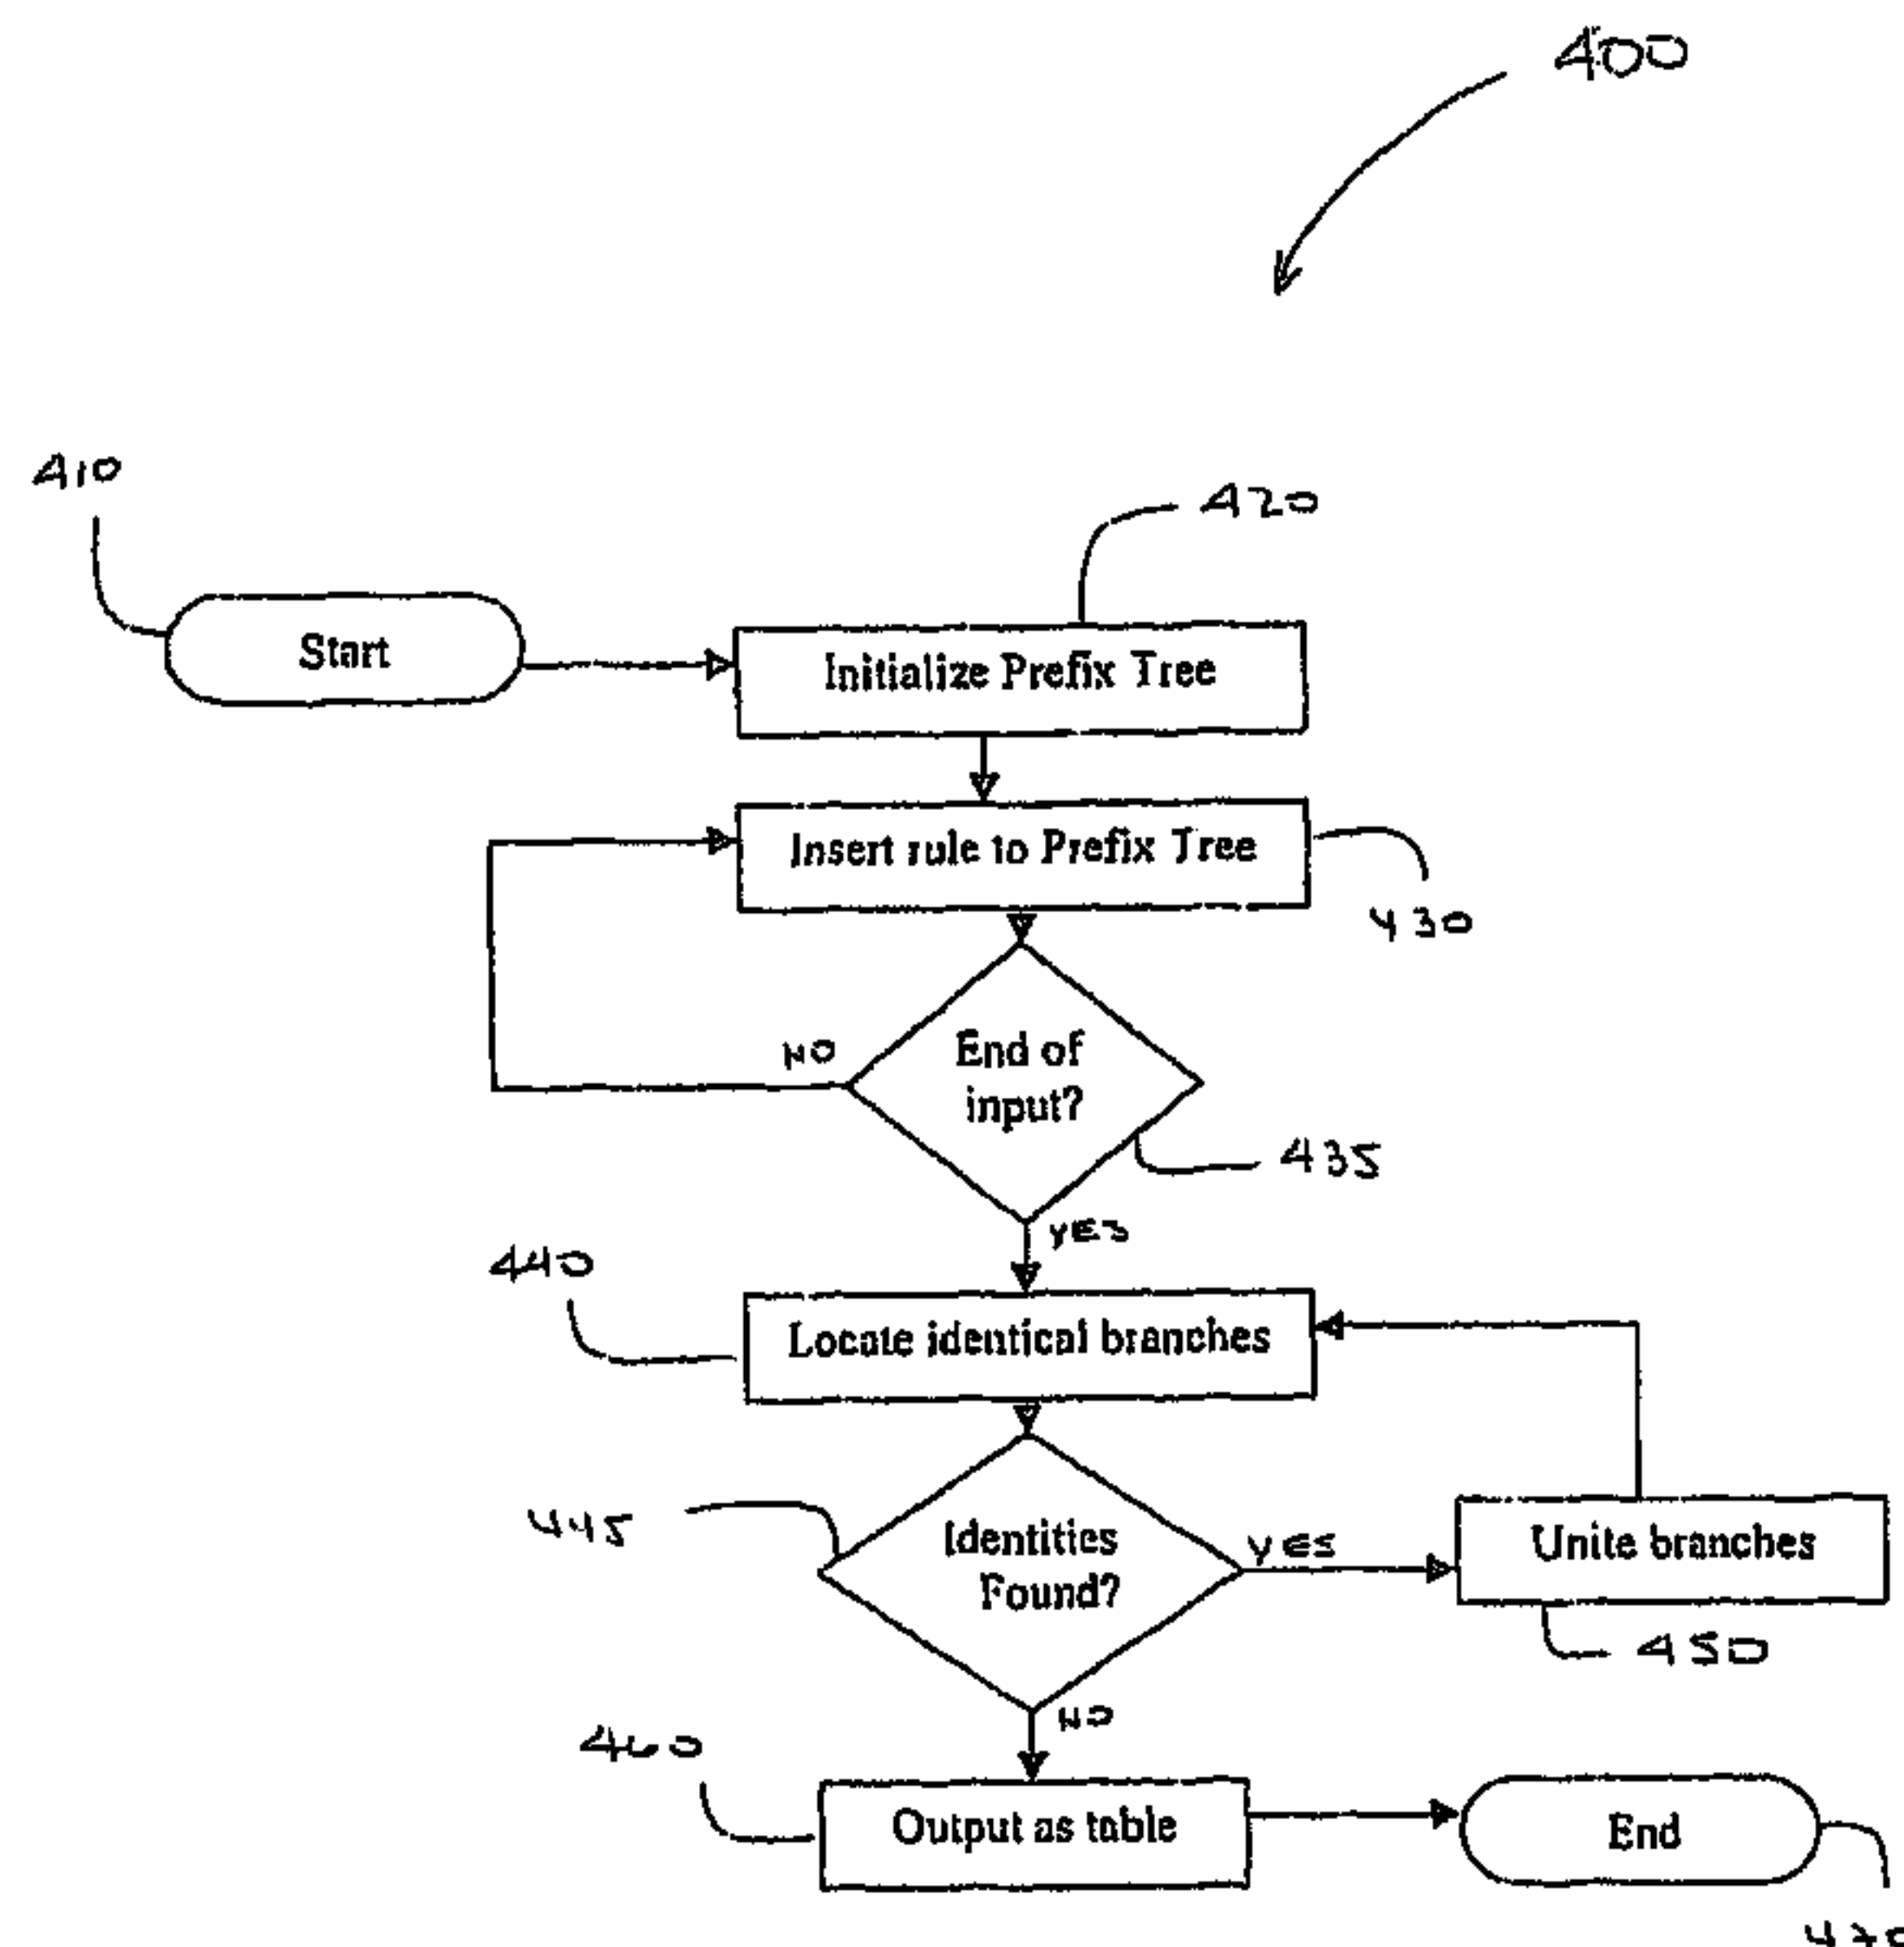 400
410
420
Start
Initialize Prefix Tree
Insert rule to Prefix Tree
430
NO
End of
input?
435
YES
440
Locate identical branches
445
Identities
Found?
YES
Unite branches
450
NO
460
Output as table
End
470